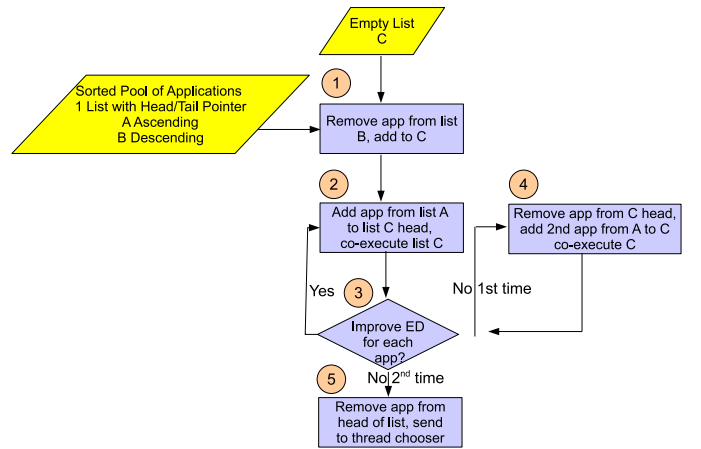 Empty List
C
Sorted Pool of Applications
1 List with Head/Tail Pointer
A Ascending
B Descending
1
Remove app from list
B, add to C
2
Add app from list A
to list C head,
co-execute list C
4
Remove app from C head,
add 2nd app from A to C
co-execute C
Yes
3
No 1st time
Improve ED
for each
app?
No 2nd time
5
Remove app from
head of list, send
to thread chooser